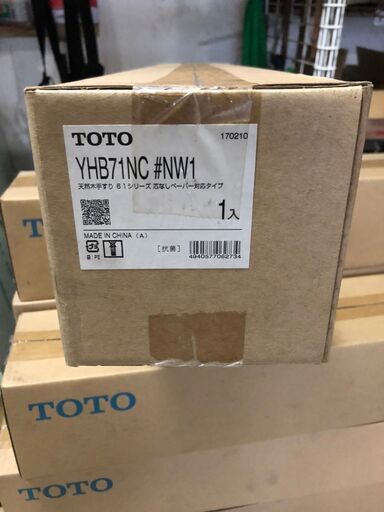 TOTO
170210
YHB71NC #NW1
天然木手すり 61シリーズ 芯なしペーパー対応タイプ
1入
MADE IN CHINA (A)
袋:PE
[抗菌]
4940577062734
TOTO
TOTO